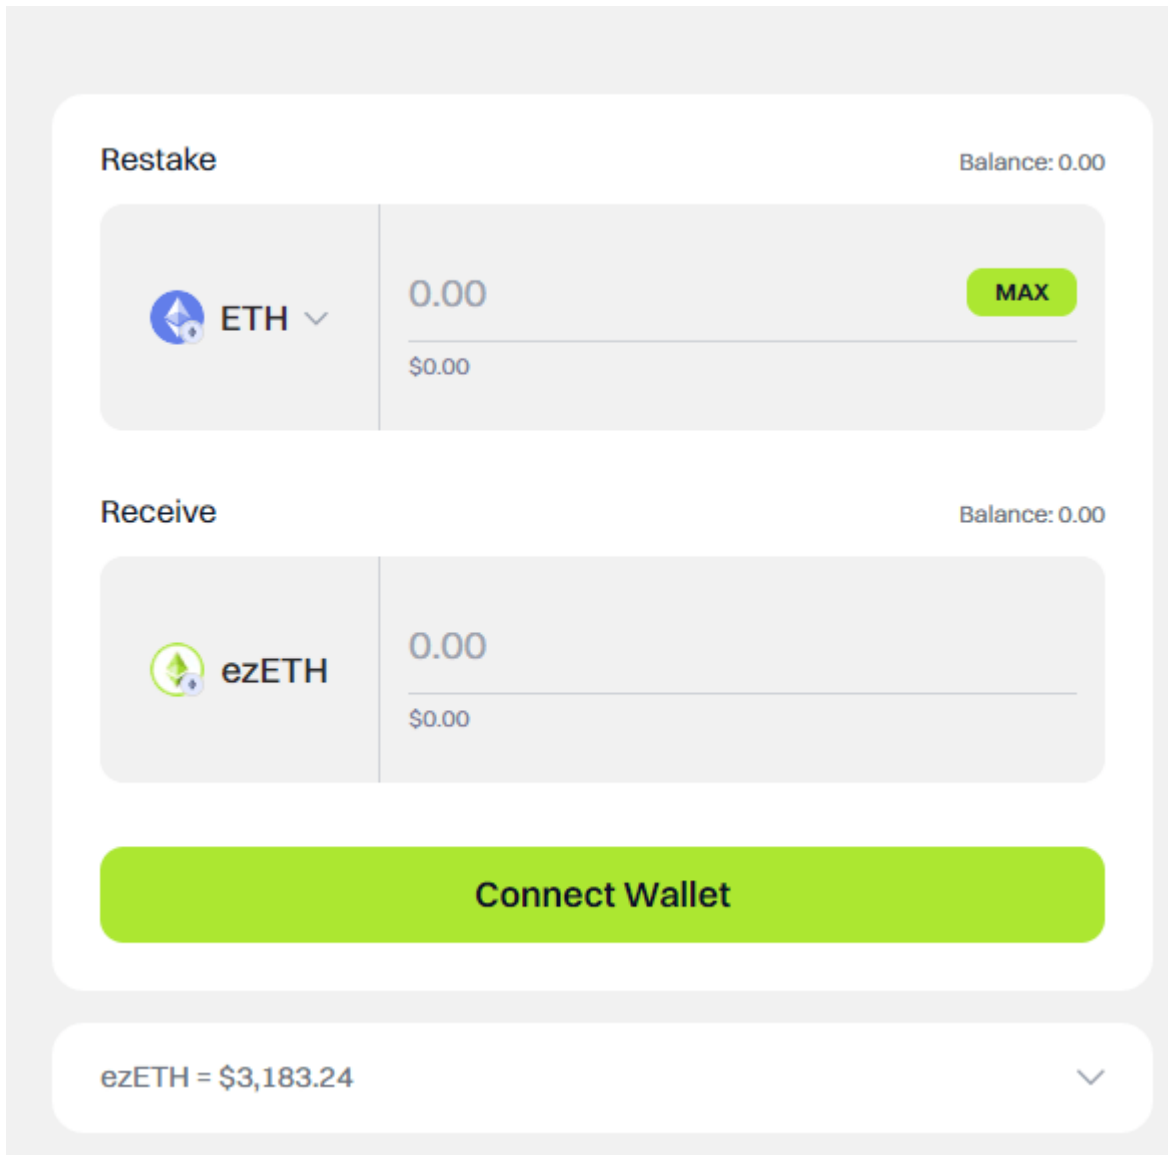 Restake
Balance: 0.00
ETH
0.00
MAX
$0.00
Receive
Balance: 0.00
ezETH
0.00
$0.00
Connect Wallet
ezETH = $3,183.24